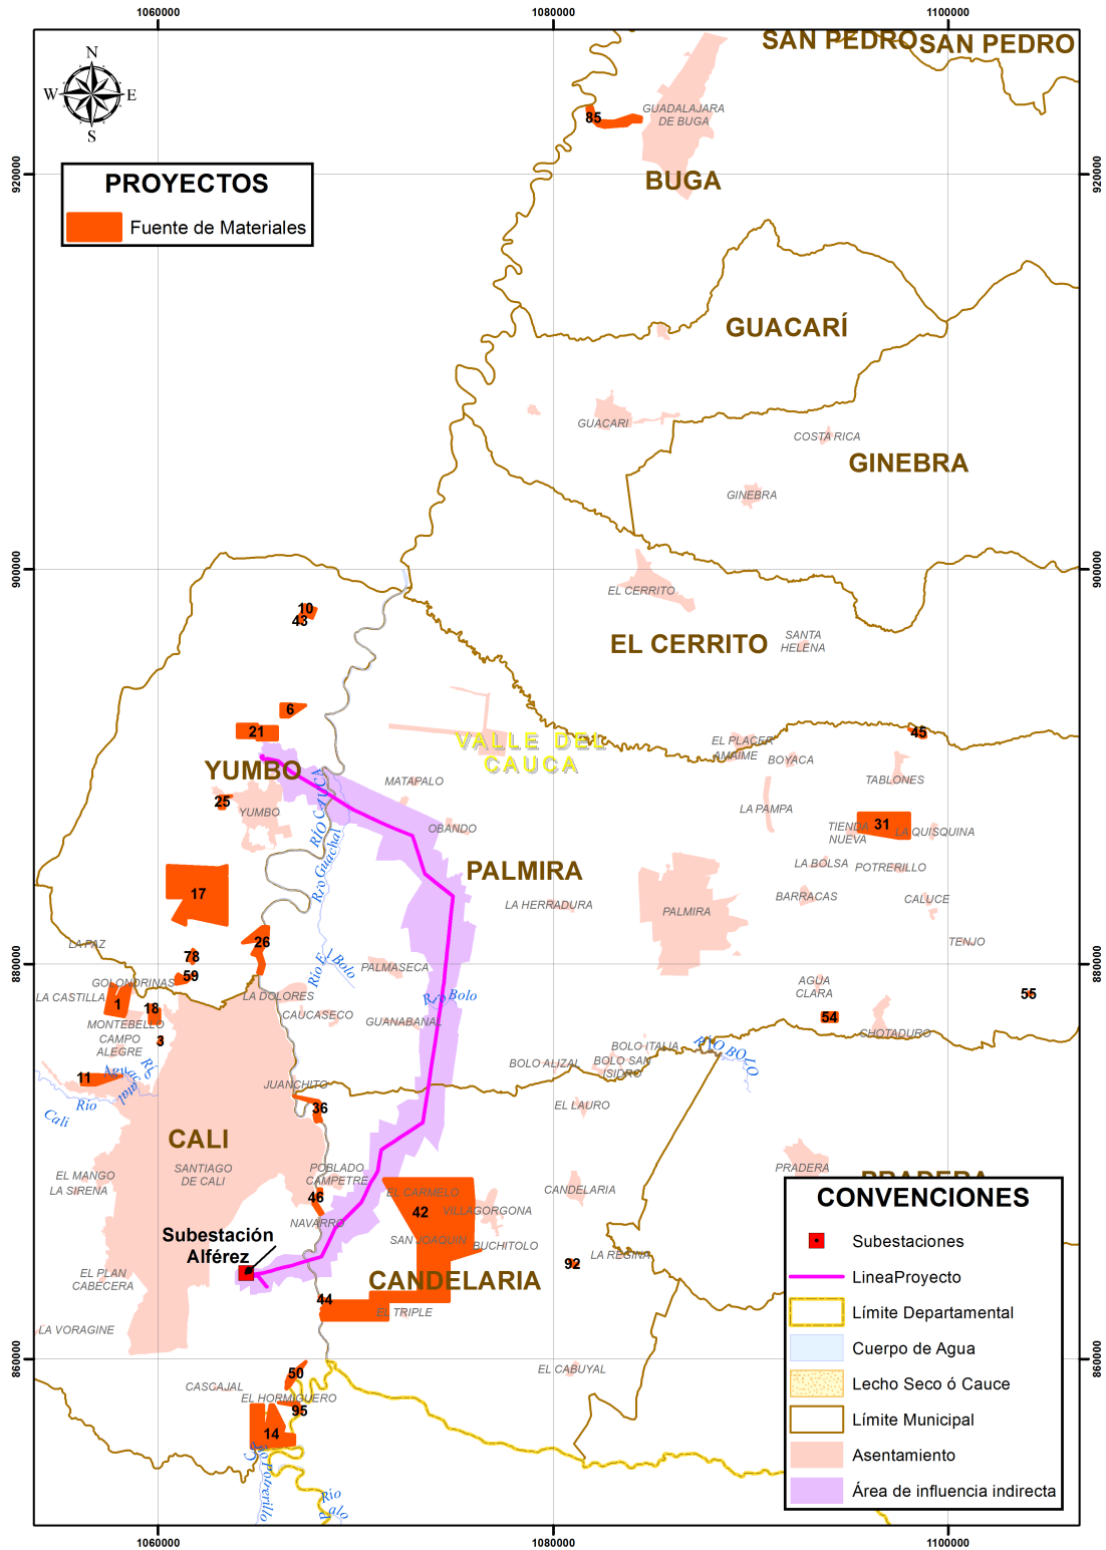 1060000
1080000
1100000
SAN PEDRO
SAN PEDRO
N
W
E
S
GUADALAJARA
DE BUGA
85
920000
920000
BUGA
PROYECTOS
Fuente de Materiales
GUACARÍ
GUACARI
COSTA RICA
GINEBRA
GINEBRA
900000
900000
EL CERRITO
10
43
EL CERRITO
SANTA
HELENA
6
21
45
VALLE DEL
CAUCA
EL PLACER
AMAIME
BOYACA
YUMBO
MATAPALO
TABLONES
25
YUMBO
RÍO CAUCA
LA PAMPA
OBANDO
TIENDA
NUEVA
31
LA QUISQUINA
Río Guachal
PALMIRA
LA BOLSA
POTRERILLO
17
LA HERRADURA
PALMIRA
BARRACAS
CALUCE
26
LA PAZ
TENJO
78
Río El Bolo
PALMASECA
880000
880000
59
GOLONDRINAS
LA CASTILLA
1
LA DOLORES
Río Bolo
AGUA
CLARA
55
18
CAUCASECO
GUANABANAL
54
MONTEBELLO
CHOTADURO
CAMPO
ALEGRE
3
BOLO ITALIA
RÍO BOLO
BOLO ALIZAL
BOLO SAN
ISIDRO
11
JUANCHITO
Río
Cali
36
EL LAURO
CALI
EL MANGO
SANTIAGO
DE CALI
POBLADO
CAMPETRE
PRADERA
PRADERA
LA SIRENA
46
EL CARMELO
CANDELARIA
42
VILLAGORGONA
NAVARRO
Subestación
Alférez
SAN JOAQUIN
BUCHITOLO
LA REGINA
92
EL PLAN
CABECERA
CANDELARIA
44
EL TRIPLE
LA VORAGINE
860000
860000
50
EL CABUYAL
CASCAJAL
EL HORMIGUERO
95
14
CONVENCIONES
Subestaciones
LineaProyecto
Límite Departamental
Cuerpo de Agua
Lecho Seco ó Cauce
Límite Municipal
Asentamiento
Área de influencia indirecta
Río
1060000
1080000
1100000